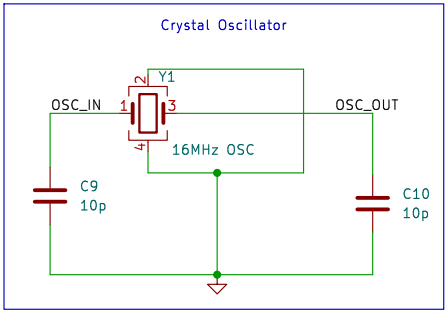 Crystal Oscillator
2
Y1
OSC_IN
1
3
OSC_OUT
4
16MHz OSC
C9
10p
C10
10p